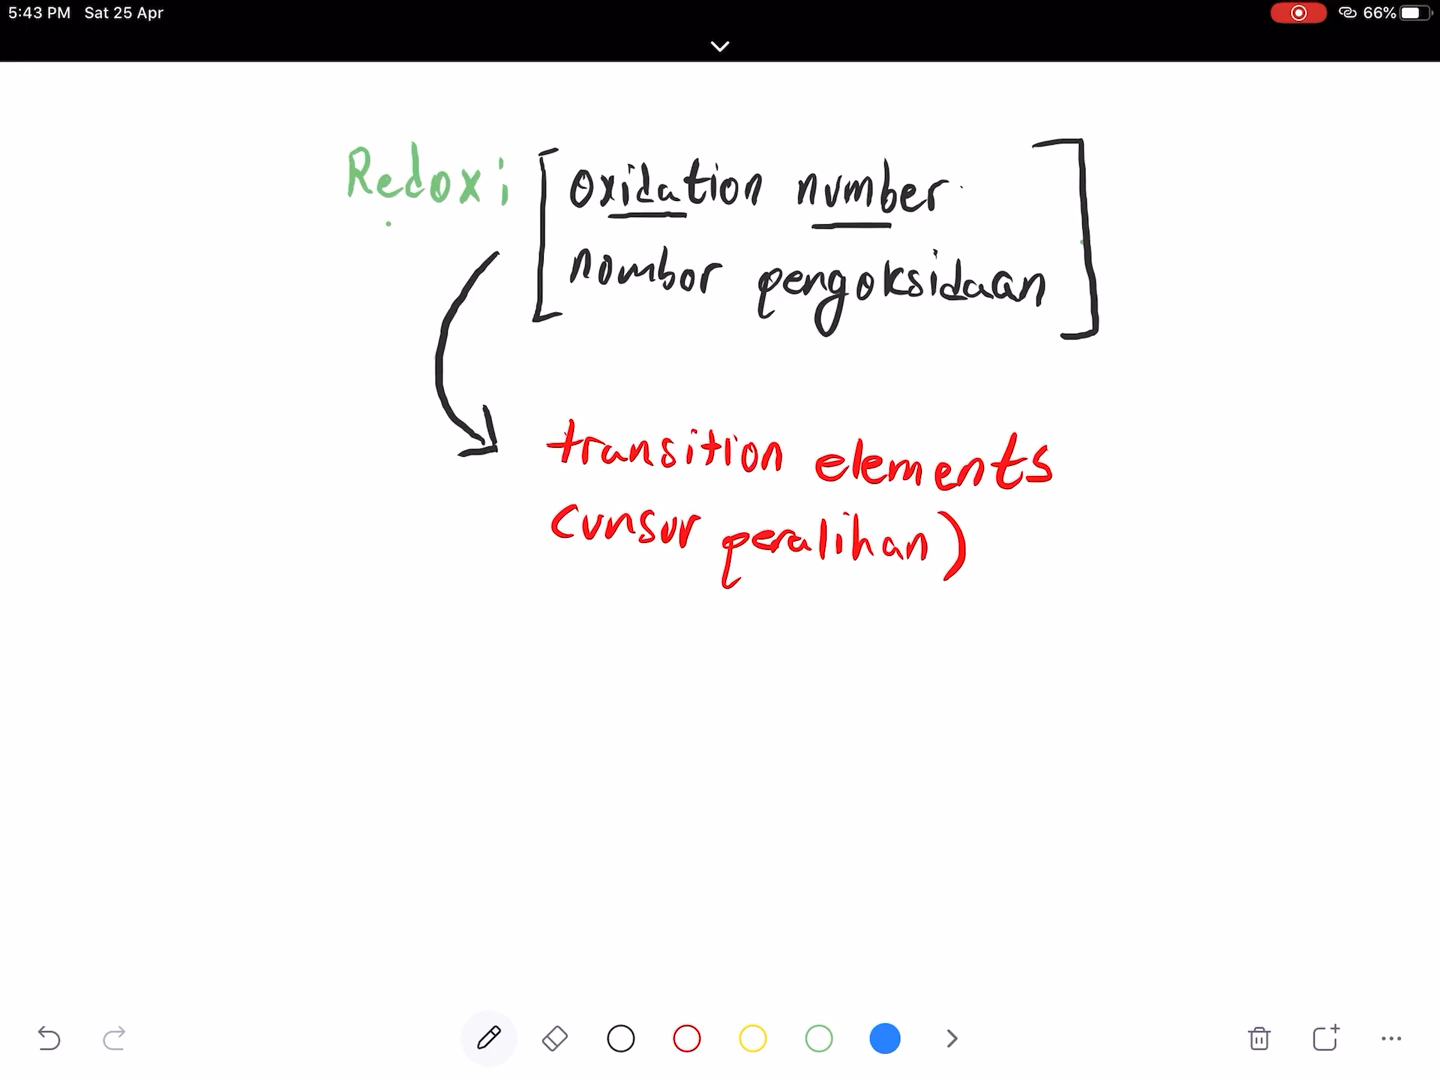 5:43 PM Sat 25 Apr 66%
Redox: oxidation number
nombor pengoksidaan
transition elements
(unsur peralihan)